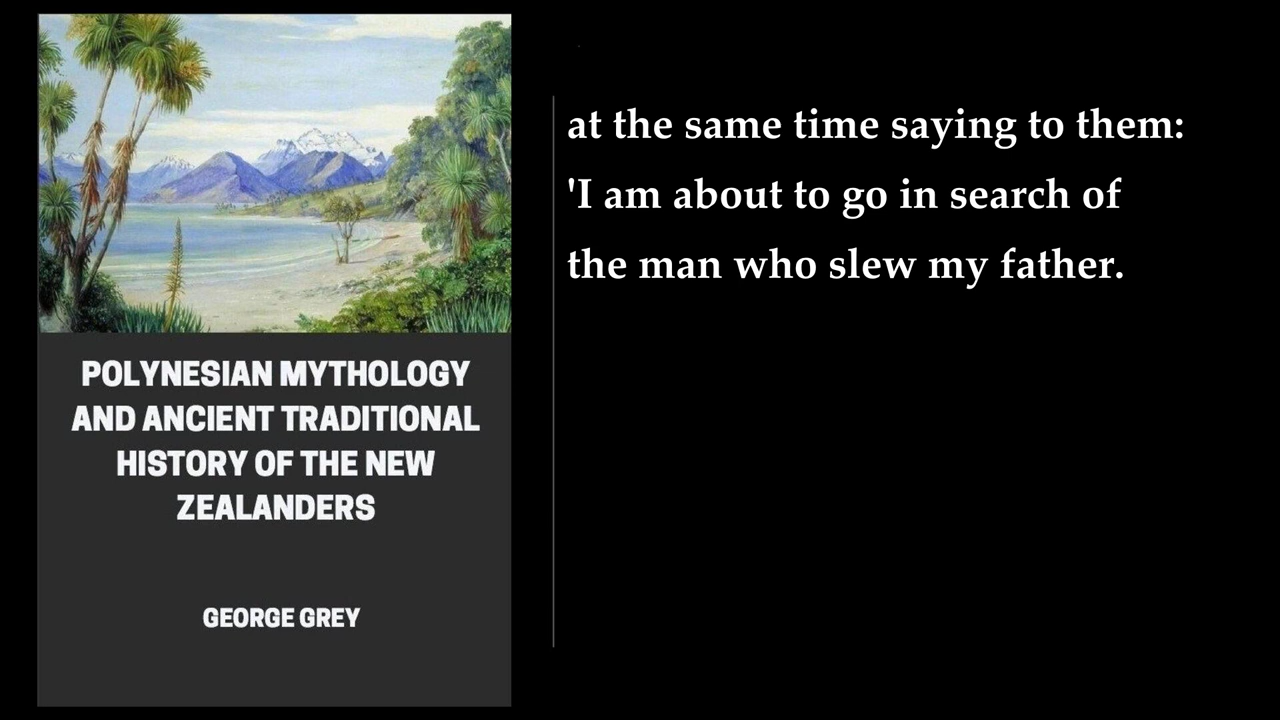 POLYNESIAN MYTHOLOGY
AND ANCIENT TRADITIONAL
HISTORY OF THE NEW
ZEALANDERS
GEORGE GREY
at the same time saying to them:
'I am about to go in search of
the man who slew my father.